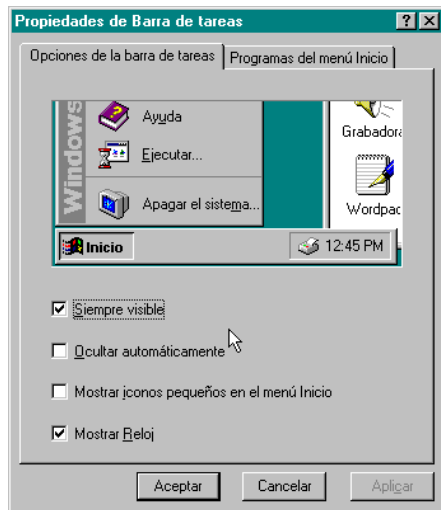 Propiedades de Barra de tareas
Opciones de la barra de tareas
Programas del menú Inicio
Windows
Ayuda
Ejecutar...
Apagar el sistema...
Grabadora
Wordpad
Inicio
12:45 PM
Siempre visible
Ocultar automáticamente
Mostrar iconos pequeños en el menú Inicio
Mostrar Reloj
Aceptar
Cancelar
Aplicar